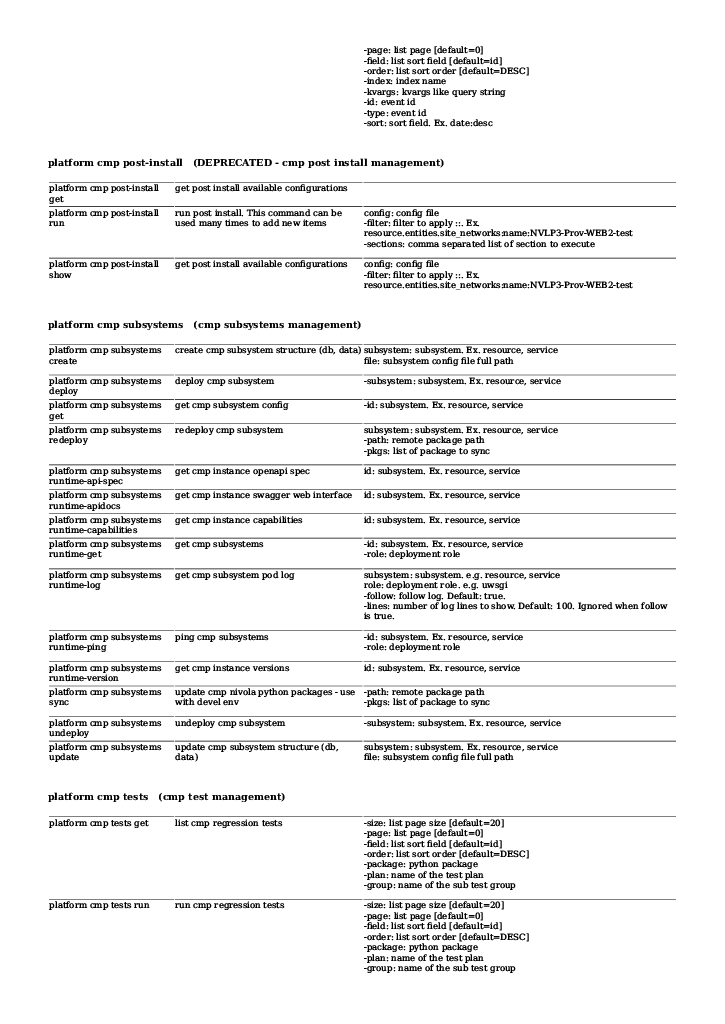 -page: list page [default=0]
-field: list sort field [default=id]
-order: list sort order [default=DESC]
-index: index name
-kvargs: kvargs like query string
-id: event id
-type: event id
-sort: sort field. Ex. date:desc
platform cmp post-install (DEPRECATED - cmp post install management)
platform cmp post-install get post install available configurations
get
platform cmp post-install run post install. This command can be config: config file
run used many times to add new items -filter: filter to apply ::. Ex.
resource.entities.site_networks:name:NVLP3-Prov-WEB2-test
-sections: comma separated list of section to execute
platform cmp post-install get post install available configurations config: config file
show -filter: filter to apply ::. Ex.
resource.entities.site_networks:name:NVLP3-Prov-WEB2-test
platform cmp subsystems (cmp subsystems management)
platform cmp subsystems create cmp subsystem structure (db, data) subsystem: subsystem. Ex. resource, service
create file: subsystem config file full path
platform cmp subsystems deploy cmp subsystem -subsystem: subsystem. Ex. resource, service
deploy
platform cmp subsystems get cmp subsystem config -id: subsystem. Ex. resource, service
get
platform cmp subsystems redeploy cmp subsystem subsystem: subsystem. Ex. resource, service
redeploy -path: remote package path
-pkgs: list of package to sync
platform cmp subsystems get cmp instance openapi spec id: subsystem. Ex. resource, service
runtime-api-spec
platform cmp subsystems get cmp instance swagger web interface id: subsystem. Ex. resource, service
runtime-apidocs
platform cmp subsystems get cmp instance capabilities id: subsystem. Ex. resource, service
runtime-capabilities
platform cmp subsystems get cmp subsystems -id: subsystem. Ex. resource, service
runtime-get -role: deployment role
platform cmp subsystems get cmp subsystem pod log subsystem: subsystem. e.g. resource, service
runtime-log role: deployment role. e.g. uwsgi
-follow: follow log. Default: true.
-lines: number of log lines to show. Default: 100. Ignored when follow
is true.
platform cmp subsystems ping cmp subsystems -id: subsystem. Ex. resource, service
runtime-ping -role: deployment role
platform cmp subsystems get cmp instance versions id: subsystem. Ex. resource, service
runtime-version
platform cmp subsystems update cmp nivola python packages - use -path: remote package path
sync with devel env -pkgs: list of package to sync
platform cmp subsystems undeploy cmp subsystem -subsystem: subsystem. Ex. resource, service
undeploy
platform cmp subsystems update cmp subsystem structure (db, subsystem: subsystem. Ex. resource, service
update data) file: subsystem config file full path
platform cmp tests (cmp test management)
platform cmp tests get list cmp regression tests -size: list page size [default=20]
-page: list page [default=0]
-field: list sort field [default=id]
-order: list sort order [default=DESC]
-package: python package
-plan: name of the test plan
-group: name of the sub test group
platform cmp tests run run cmp regression tests -size: list page size [default=20]
-page: list page [default=0]
-field: list sort field [default=id]
-order: list sort order [default=DESC]
-package: python package
-plan: name of the test plan
-group: name of the sub test group